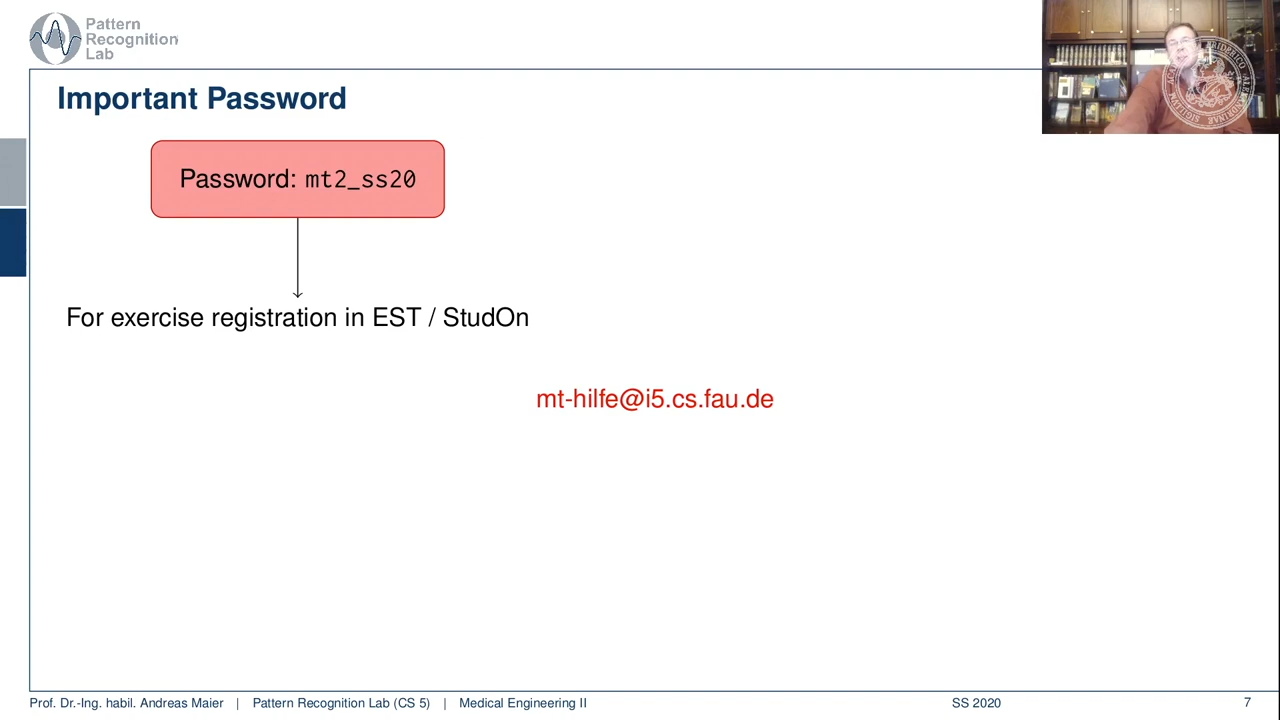 Pattern
Recognition
Lab
Important Password
Password: mt2_ss20
For exercise registration in EST / StudOn
mt-hilfe@i5.cs.fau.de
Prof. Dr.-Ing. habil. Andreas Maier | Pattern Recognition Lab (CS 5) | Medical Engineering II SS 2020 7